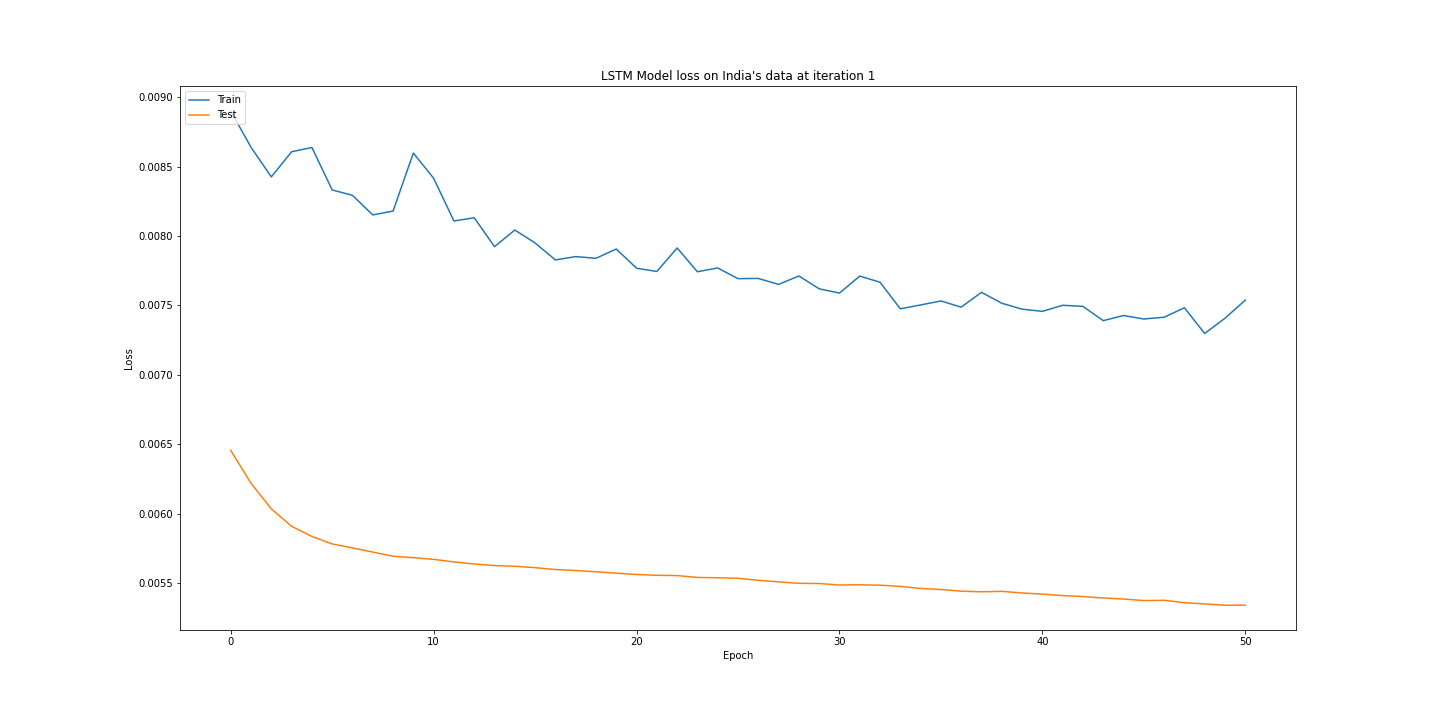 LSTM Model loss on India's data at iteration 1
Train
Test
0.0090
0.0085
0.0080
0.0075
0.0070
0.0065
0.0060
0.0055
Loss
0 10 20 30 40 50
Epoch